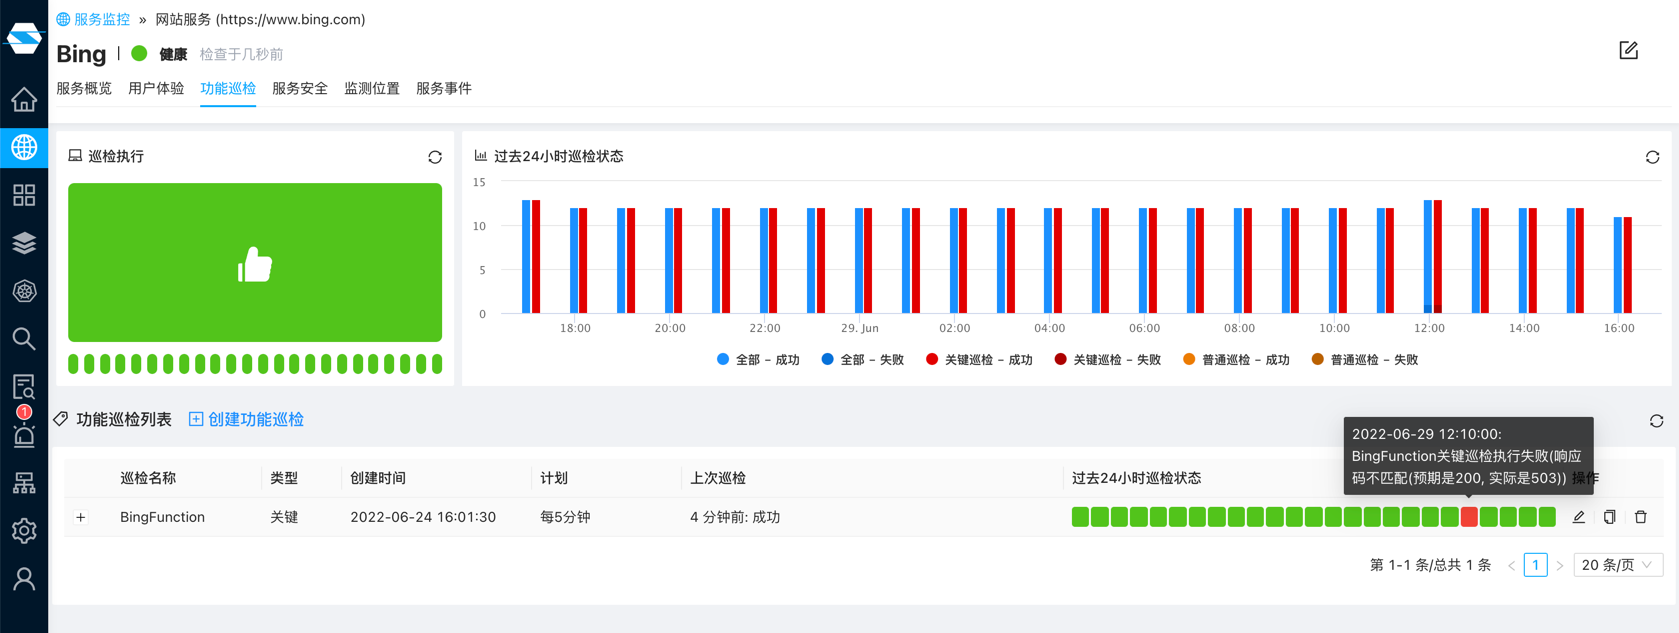 服务监控 » 网站服务 (https://www.bing.com)
Bing | 健康 检查于几秒前
服务概览 用户体验 功能巡检 服务安全 监测位置 服务事件
巡检执行
过去24小时巡检状态
15
10
5
0
18:00 20:00 22:00 29. Jun 02:00 04:00 06:00 08:00 10:00 12:00 14:00 16:00
全部 – 成功 全部 – 失败 关键巡检 – 成功 关键巡检 – 失败 普通巡检 – 成功 普通巡检 – 失败
1
功能巡检列表 创建功能巡检
2022-06-29 12:10:00:
BingFunction关键巡检执行失败(响应
码不匹配(预期是200, 实际是503))
巡检名称 类型 创建时间 计划 上次巡检 过去24小时巡检状态 操作
BingFunction 关键 2022-06-24 16:01:30 每5分钟 4 分钟前: 成功
第 1-1 条/总共 1 条 < 1 > 20 条/页